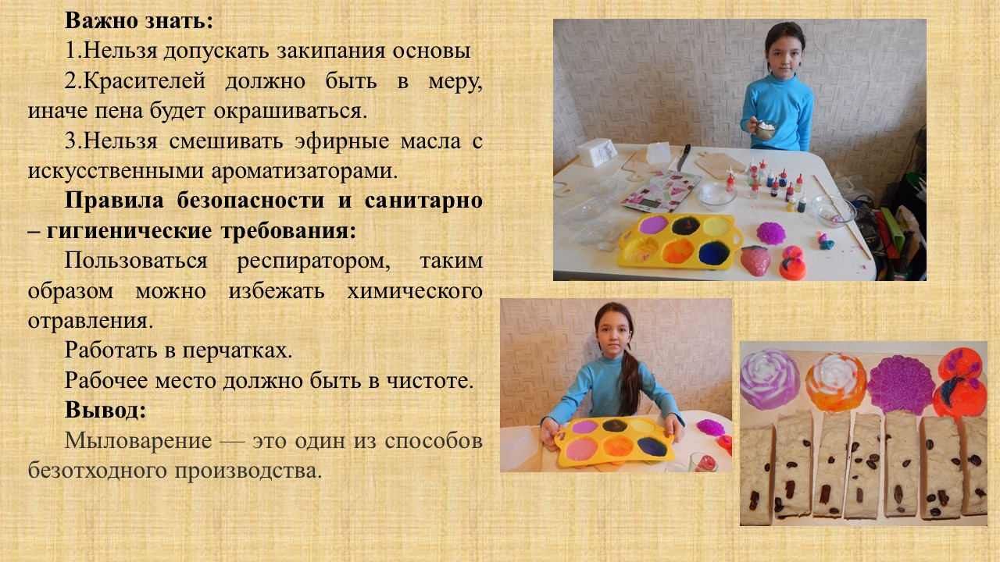 Важно знать:
1.Нельзя допускать закипания основы
2.Красителей должно быть в меру,
иначе пена будет окрашиваться.
3.Нельзя смешивать эфирные масла с
искусственными ароматизаторами.
Правила безопасности и санитарно
– гигиенические требования:
Пользоваться респиратором, таким
образом можно избежать химического
отравления.
Работать в перчатках.
Рабочее место должно быть в чистоте.
Вывод:
Мыловарение — это один из способов
безотходного производства.